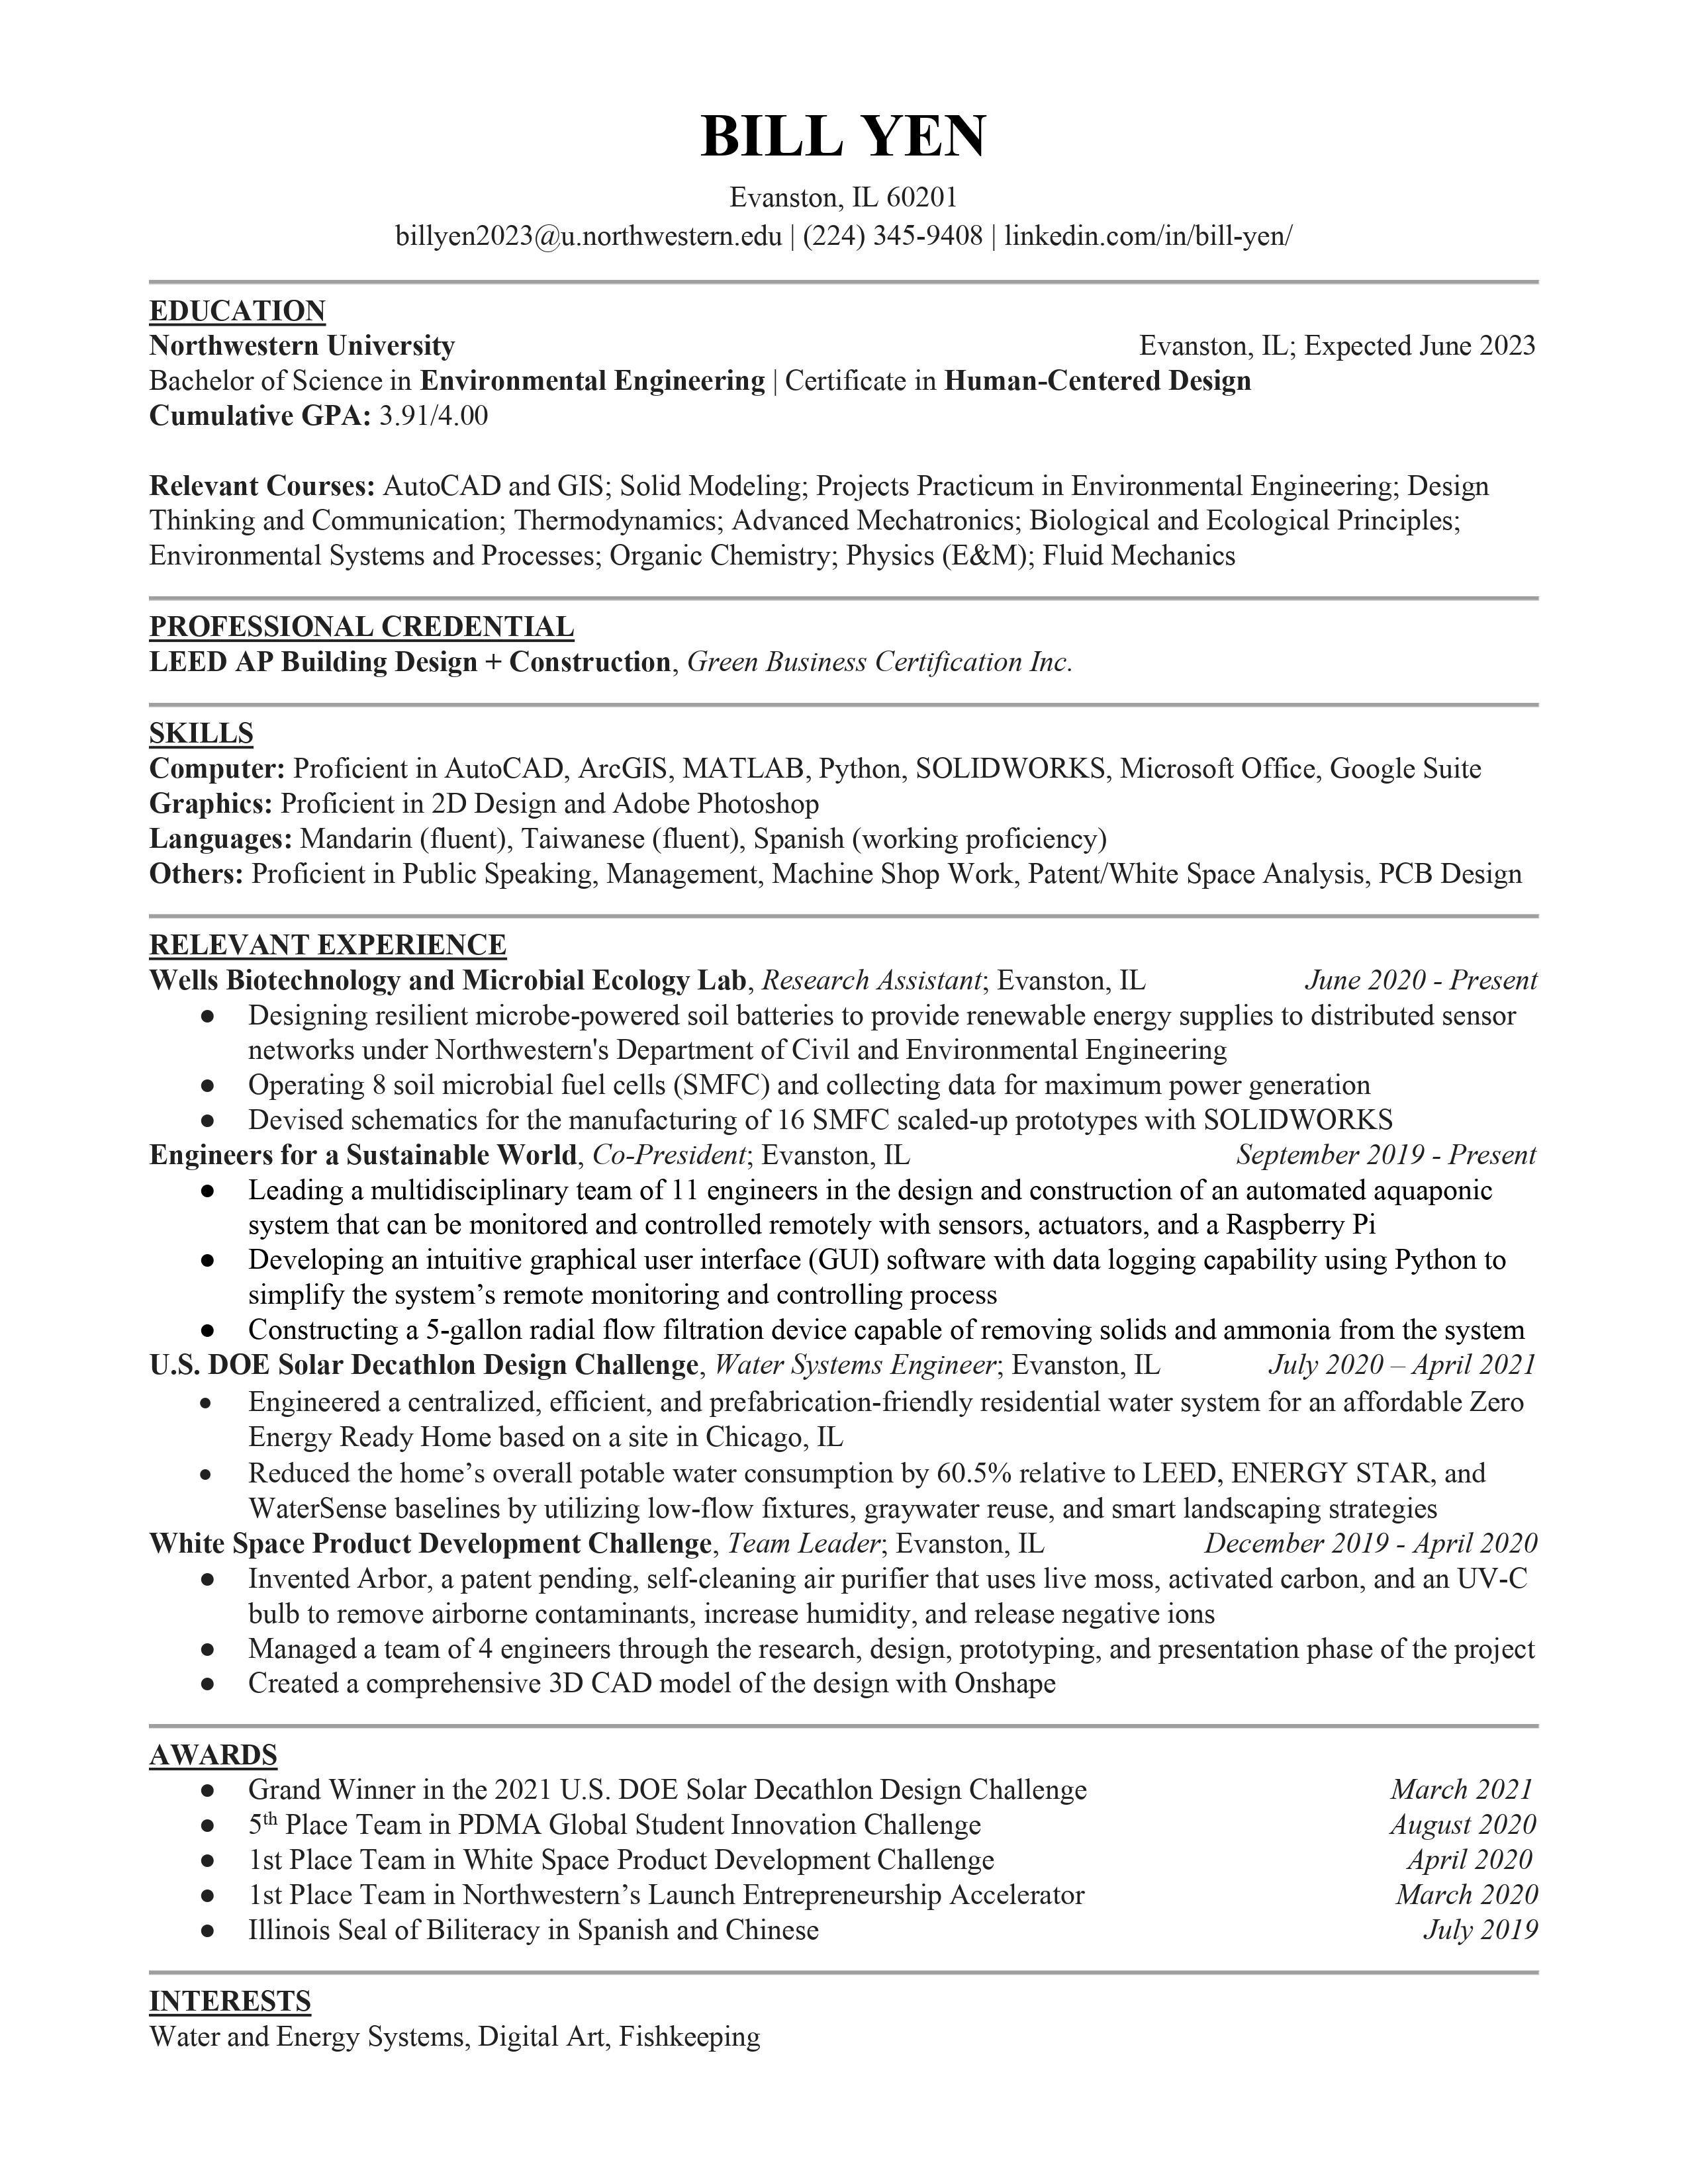 BILL YEN
Evanston, IL 60201
billyen2023@u.northwestern.edu | (224) 345-9408 | linkedin.com/in/bill-yen/
EDUCATION
Northwestern University Evanston, IL; Expected June 2023
Bachelor of Science in Environmental Engineering | Certificate in Human-Centered Design
Cumulative GPA: 3.91/4.00
Relevant Courses: AutoCAD and GIS; Solid Modeling; Projects Practicum in Environmental Engineering; Design
Thinking and Communication; Thermodynamics; Advanced Mechatronics; Biological and Ecological Principles;
Environmental Systems and Processes; Organic Chemistry; Physics (E&M); Fluid Mechanics
PROFESSIONAL CREDENTIAL
LEED AP Building Design + Construction, Green Business Certification Inc.
SKILLS
Computer: Proficient in AutoCAD, ArcGIS, MATLAB, Python, SOLIDWORKS, Microsoft Office, Google Suite
Graphics: Proficient in 2D Design and Adobe Photoshop
Languages: Mandarin (fluent), Taiwanese (fluent), Spanish (working proficiency)
Others: Proficient in Public Speaking, Management, Machine Shop Work, Patent/White Space Analysis, PCB Design
RELEVANT EXPERIENCE
Wells Biotechnology and Microbial Ecology Lab, Research Assistant; Evanston, IL June 2020 - Present
● Designing resilient microbe-powered soil batteries to provide renewable energy supplies to distributed sensor
networks under Northwestern's Department of Civil and Environmental Engineering
● Operating 8 soil microbial fuel cells (SMFC) and collecting data for maximum power generation
● Devised schematics for the manufacturing of 16 SMFC scaled-up prototypes with SOLIDWORKS
Engineers for a Sustainable World, Co-President; Evanston, IL September 2019 - Present
● Leading a multidisciplinary team of 11 engineers in the design and construction of an automated aquaponic
system that can be monitored and controlled remotely with sensors, actuators, and a Raspberry Pi
● Developing an intuitive graphical user interface (GUI) software with data logging capability using Python to
simplify the system’s remote monitoring and controlling process
● Constructing a 5-gallon radial flow filtration device capable of removing solids and ammonia from the system
U.S. DOE Solar Decathlon Design Challenge, Water Systems Engineer; Evanston, IL July 2020 – April 2021
● Engineered a centralized, efficient, and prefabrication-friendly residential water system for an affordable Zero
Energy Ready Home based on a site in Chicago, IL
● Reduced the home’s overall potable water consumption by 60.5% relative to LEED, ENERGY STAR, and
WaterSense baselines by utilizing low-flow fixtures, graywater reuse, and smart landscaping strategies
White Space Product Development Challenge, Team Leader; Evanston, IL December 2019 - April 2020
● Invented Arbor, a patent pending, self-cleaning air purifier that uses live moss, activated carbon, and an UV-C
bulb to remove airborne contaminants, increase humidity, and release negative ions
● Managed a team of 4 engineers through the research, design, prototyping, and presentation phase of the project
● Created a comprehensive 3D CAD model of the design with Onshape
AWARDS
● Grand Winner in the 2021 U.S. DOE Solar Decathlon Design Challenge March 2021
● 5th Place Team in PDMA Global Student Innovation Challenge August 2020
● 1st Place Team in White Space Product Development Challenge April 2020
● 1st Place Team in Northwestern’s Launch Entrepreneurship Accelerator March 2020
● Illinois Seal of Biliteracy in Spanish and Chinese July 2019
INTERESTS
Water and Energy Systems, Digital Art, Fishkeeping